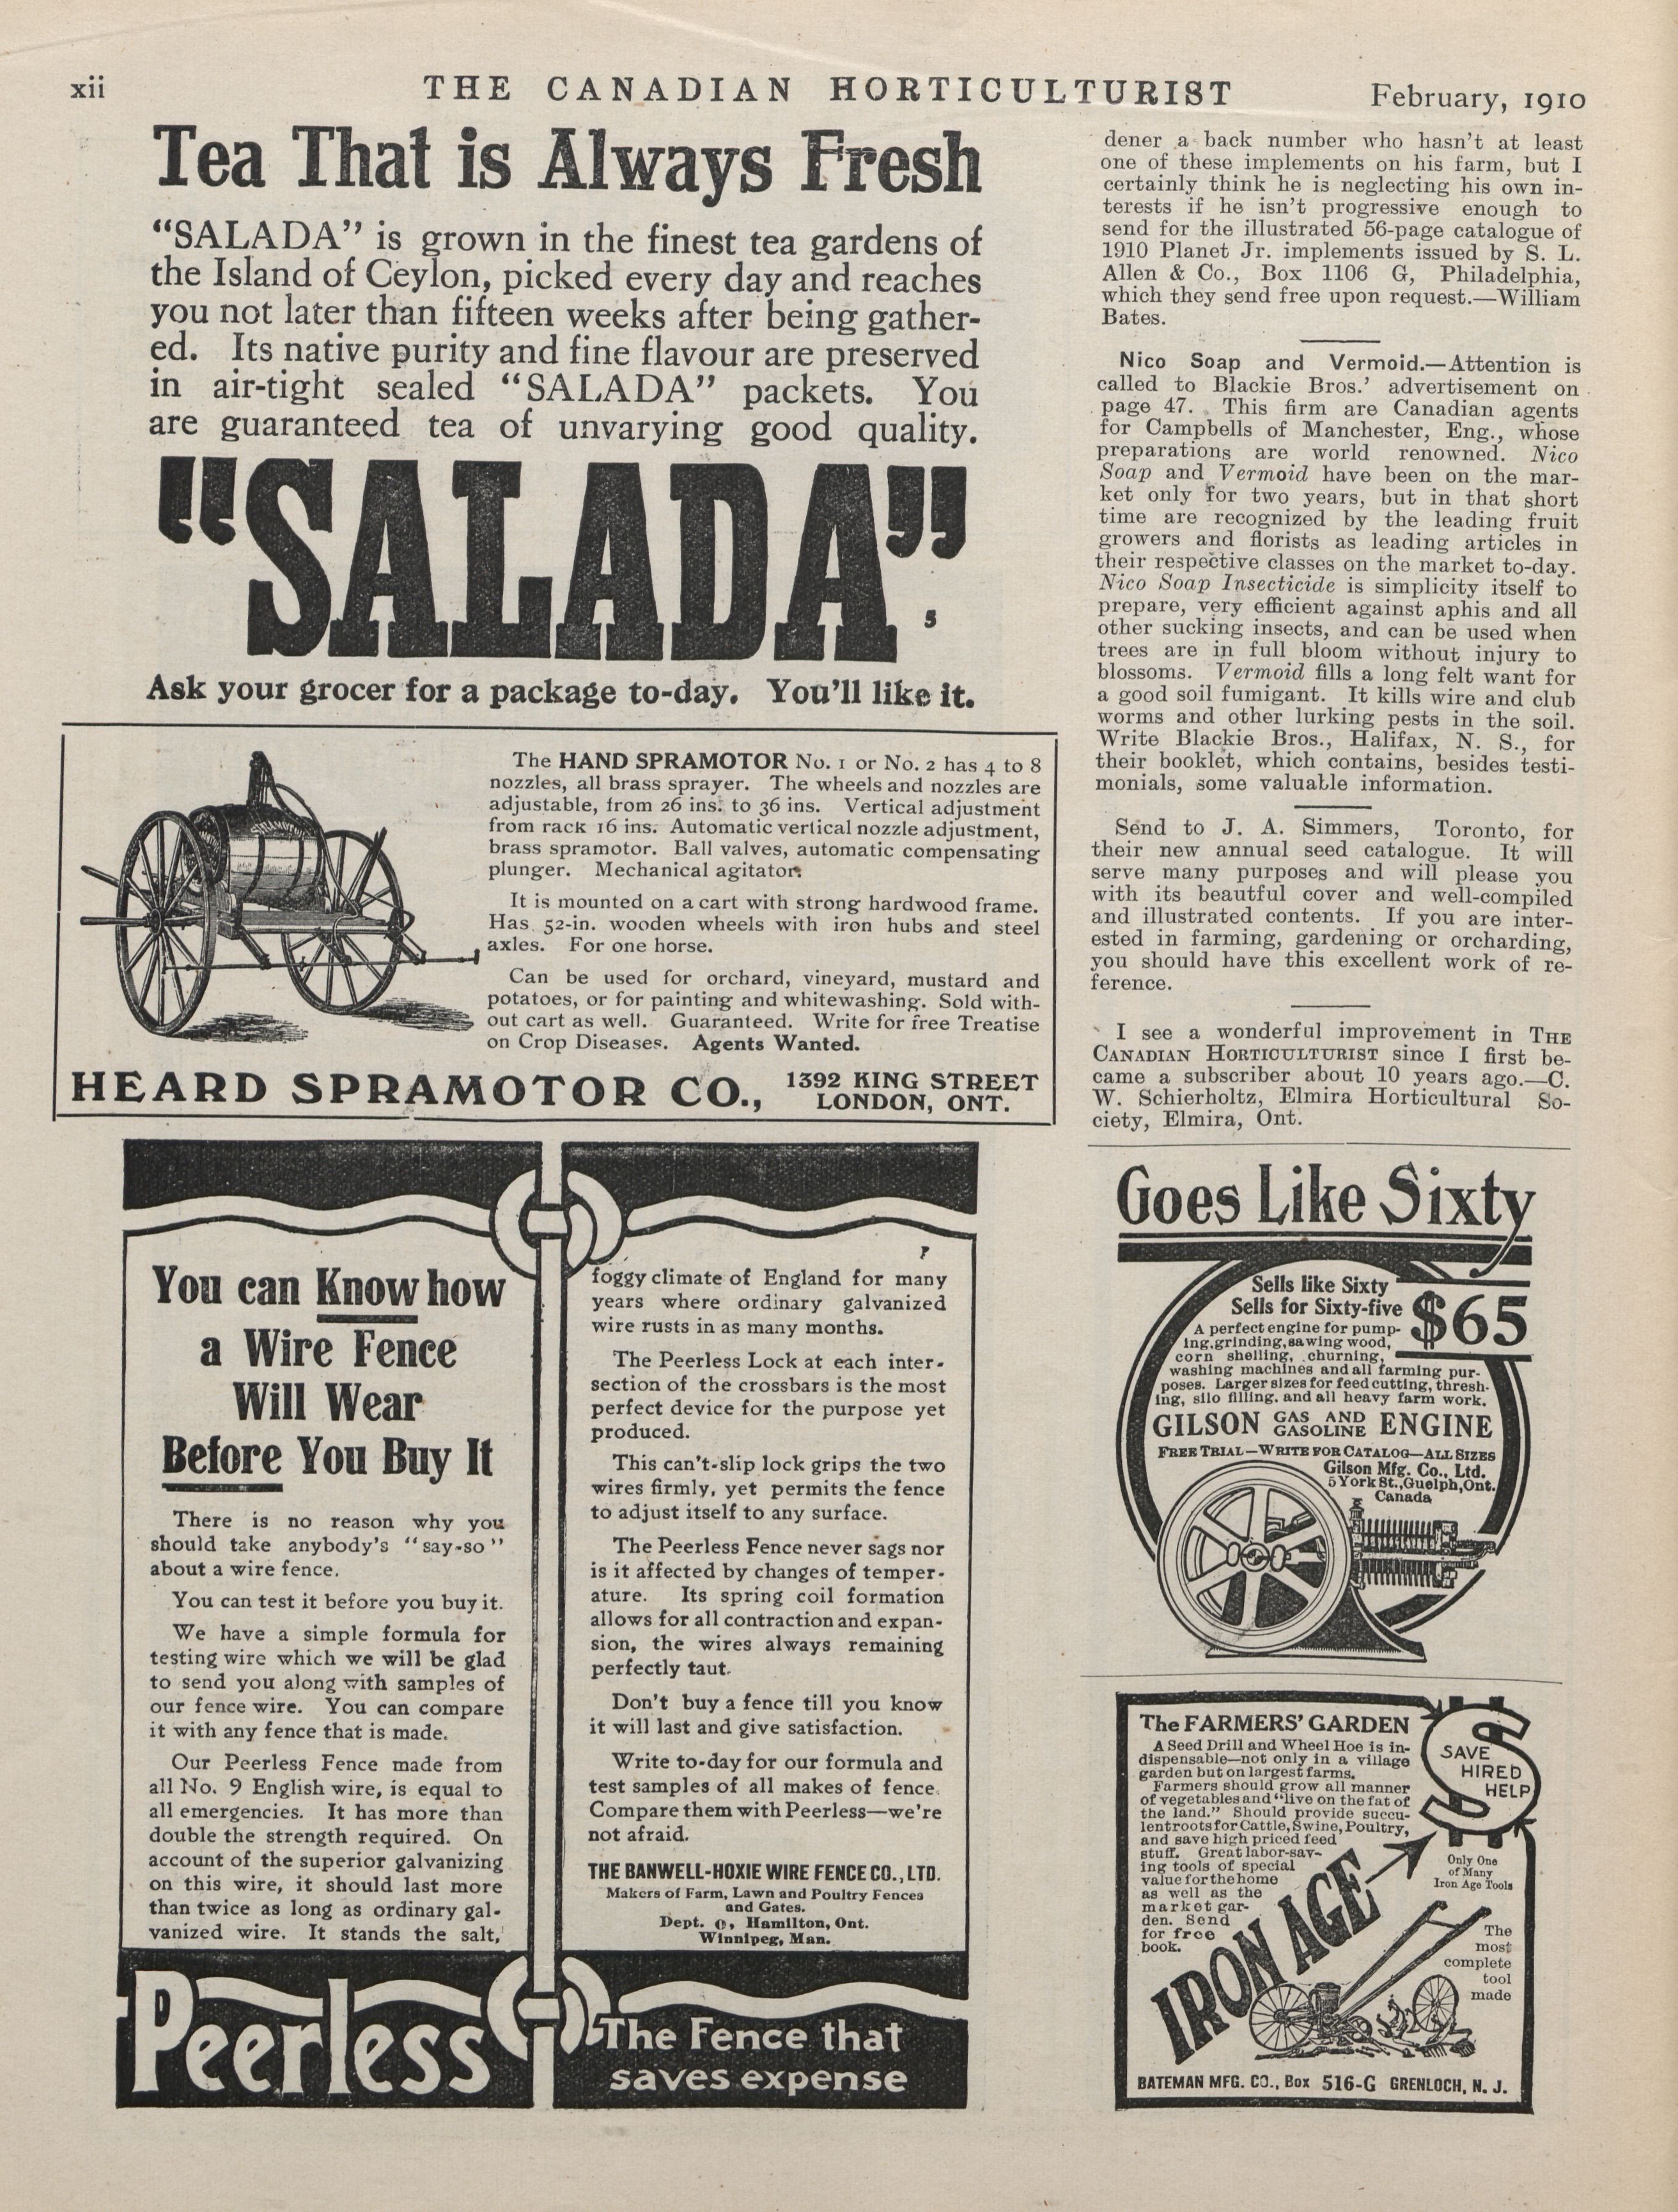 xii
THE CANADIAN HORTICULTURIST
February, 1910
Tea That is Always Fresh
“SALADA” is grown in the finest tea gardens of
the Island of Ceylon, picked every day and reaches
you not later than fifteen weeks after being gather-
ed. Its native purity and fine flavour are preserved
in air-tight sealed “SALADA” packets. You
are guaranteed tea of unvarying good quality.
“SALADA”
Ask your grocer for a package to-day. You’ll like it.
SPRAMOTOR
The HAND SPRAMOTOR No. 1 or No. 2 has 4 to 8
nozzles, all brass sprayer. The wheels and nozzles are
adjustable, from 26 ins. to 36 ins. Vertical adjustment
from rack 16 ins. Automatic vertical nozzle adjustment,
brass spramotor. Ball valves, automatic compensating
plunger. Mechanical agitator.
It is mounted on a cart with strong hardwood frame.
Has 52-in. wooden wheels with iron hubs and steel
axles. For one horse.
Can be used for orchard, vineyard, mustard and
potatoes, or for painting and whitewashing. Sold with-
out cart as well. Guaranteed. Write for free Treatise
on Crop Diseases. Agents Wanted.
HEARD SPRAMOTOR CO.,
1392 KING STREET
LONDON, ONT.
You can Know how
a Wire Fence
Will Wear
Before You Buy It
There is no reason why you
should take anybody’s “say-so”
about a wire fence.
You can test it before you buy it.
We have a simple formula for
testing wire which we will be glad
to send you along with samples of
our fence wire. You can compare
it with any fence that is made.
Our Peerless Fence made from
all No. 9 English wire, is equal to
all emergencies. It has more than
double the strength required. On
account of the superior galvanizing
on this wire, it should last more
than twice as long as ordinary gal-
vanized wire. It stands the salt,
foggy climate of England for many
years where ordinary galvanized
wire rusts in as many months.
The Peerless Lock at each inter-
section of the crossbars is the most
perfect device for the purpose yet
produced.
This can’t-slip lock grips the two
wires firmly, yet permits the fence
to adjust itself to any surface.
The Peerless Fence never sags nor
is it affected by changes of temper-
ature. Its spring coil formation
allows for all contraction and expan-
sion, the wires always remaining
perfectly taut.
Don’t buy a fence till you know
it will last and give satisfaction.
Write to-day for our formula and
test samples of all makes of fence.
Compare them with Peerless—we’re
not afraid.
THE BANWELL-HOXIE WIRE FENCE CO., LTD.
Makers of Farm, Lawn and Poultry Fences
and Gates.
Dept. O, Hamilton, Ont.
Winnipeg, Man.
Peerless
The Fence that
saves expense
dener a back number who hasn’t at least
one of these implements on his farm, but I
certainly think he is neglecting his own in-
terests if he isn’t progressive enough to
send for the illustrated 56-page catalogue of
1910 Planet Jr. implements issued by S. L.
Allen & Co., Box 1106 G, Philadelphia,
which they send free upon request.—William
Bates.
Nico Soap and Vermoid.—Attention is
called to Blackie Bros.’ advertisement on
page 47. This firm are Canadian agents
for Campbells of Manchester, Eng., whose
preparations are world renowned. Nico
Soap and Vermoid have been on the mar-
ket only for two years, but in that short
time are recognized by the leading fruit
growers and florists as leading articles in
their respective classes on the market to-day.
Nico Soap Insecticide is simplicity itself to
prepare, very efficient against aphis and all
other sucking insects, and can be used when
trees are in full bloom without injury to
blossoms. Vermoid fills a long felt want for
a good soil fumigant. It kills wire and club
worms and other lurking pests in the soil.
Write Blackie Bros., Halifax, N. S., for
their booklet, which contains, besides testi-
monials, some valuable information.
Send to J. A. Simmers, Toronto, for
their new annual seed catalogue. It will
serve many purposes and will please you
with its beautful cover and well-compiled
and illustrated contents. If you are inter-
ested in farming, gardening or orcharding,
you should have this excellent work of re-
ference.
I see a wonderful improvement in THE
CANADIAN HORTICULTURIST since I first be-
came a subscriber about 10 years ago.—C.
W. Schierholtz, Elmira Horticultural So-
ciety, Elmira, Ont.
Goes Like Sixty
Sells like Sixty
Sells for Sixty-five
$65
A perfect engine for pump-
ing, grinding, sawing wood,
corn shelling, churning,
washing machines and all farming pur-
poses. Larger sizes for feed cutting, thresh-
ing, silo filling, and all heavy farm work.
GILSON GAS AND GASOLINE ENGINE
FREE TRIAL—WRITE FOR CATALOG—ALL SIZES
Gilson Mfg. Co., Ltd.
5 York St., Guelph, Ont.
Canada
The FARMERS’ GARDEN
A Seed Drill and Wheel Hoe is in-
dispensable—not only in a village
garden but on largest farms.
Farmers should grow all manner
of vegetables and “live on the fat of
the land.” Should provide succu-
lent roots for Cattle, Swine, Poultry,
and save high priced feed
stuff. Great labor-sav-
ing tools of special
value for the home
as well as the
market gar-
den. Send
for free
book.
SAVE
HIRED
HELP
Only One
of Many
Iron Age Tools
IRON AGE
The
most
complete
tool
made
BATEMAN MFG. CO., Box 516-G GRENLOCH, N. J.